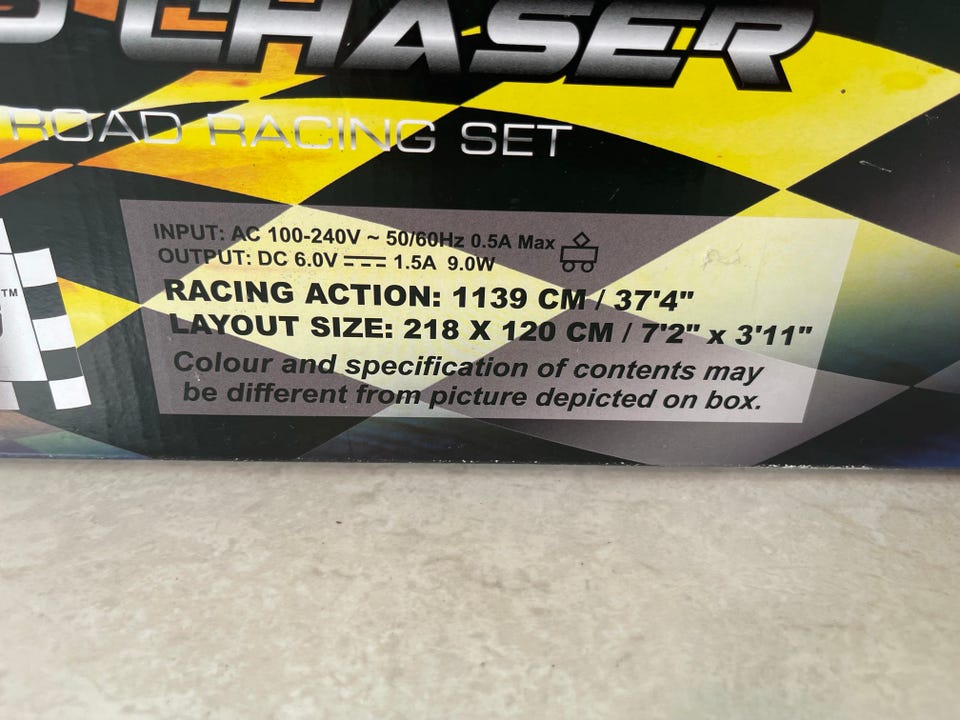 CHASER
ROAD RACING SET
INPUT: AC 100-240V ~ 50/60Hz 0.5A Max
OUTPUT: DC 6.0V ⎓ 1.5A 9.0W
RACING ACTION: 1139 CM / 37'4"
LAYOUT SIZE: 218 X 120 CM / 7'2" x 3'11"
Colour and specification of contents may
be different from picture depicted on box.
TM